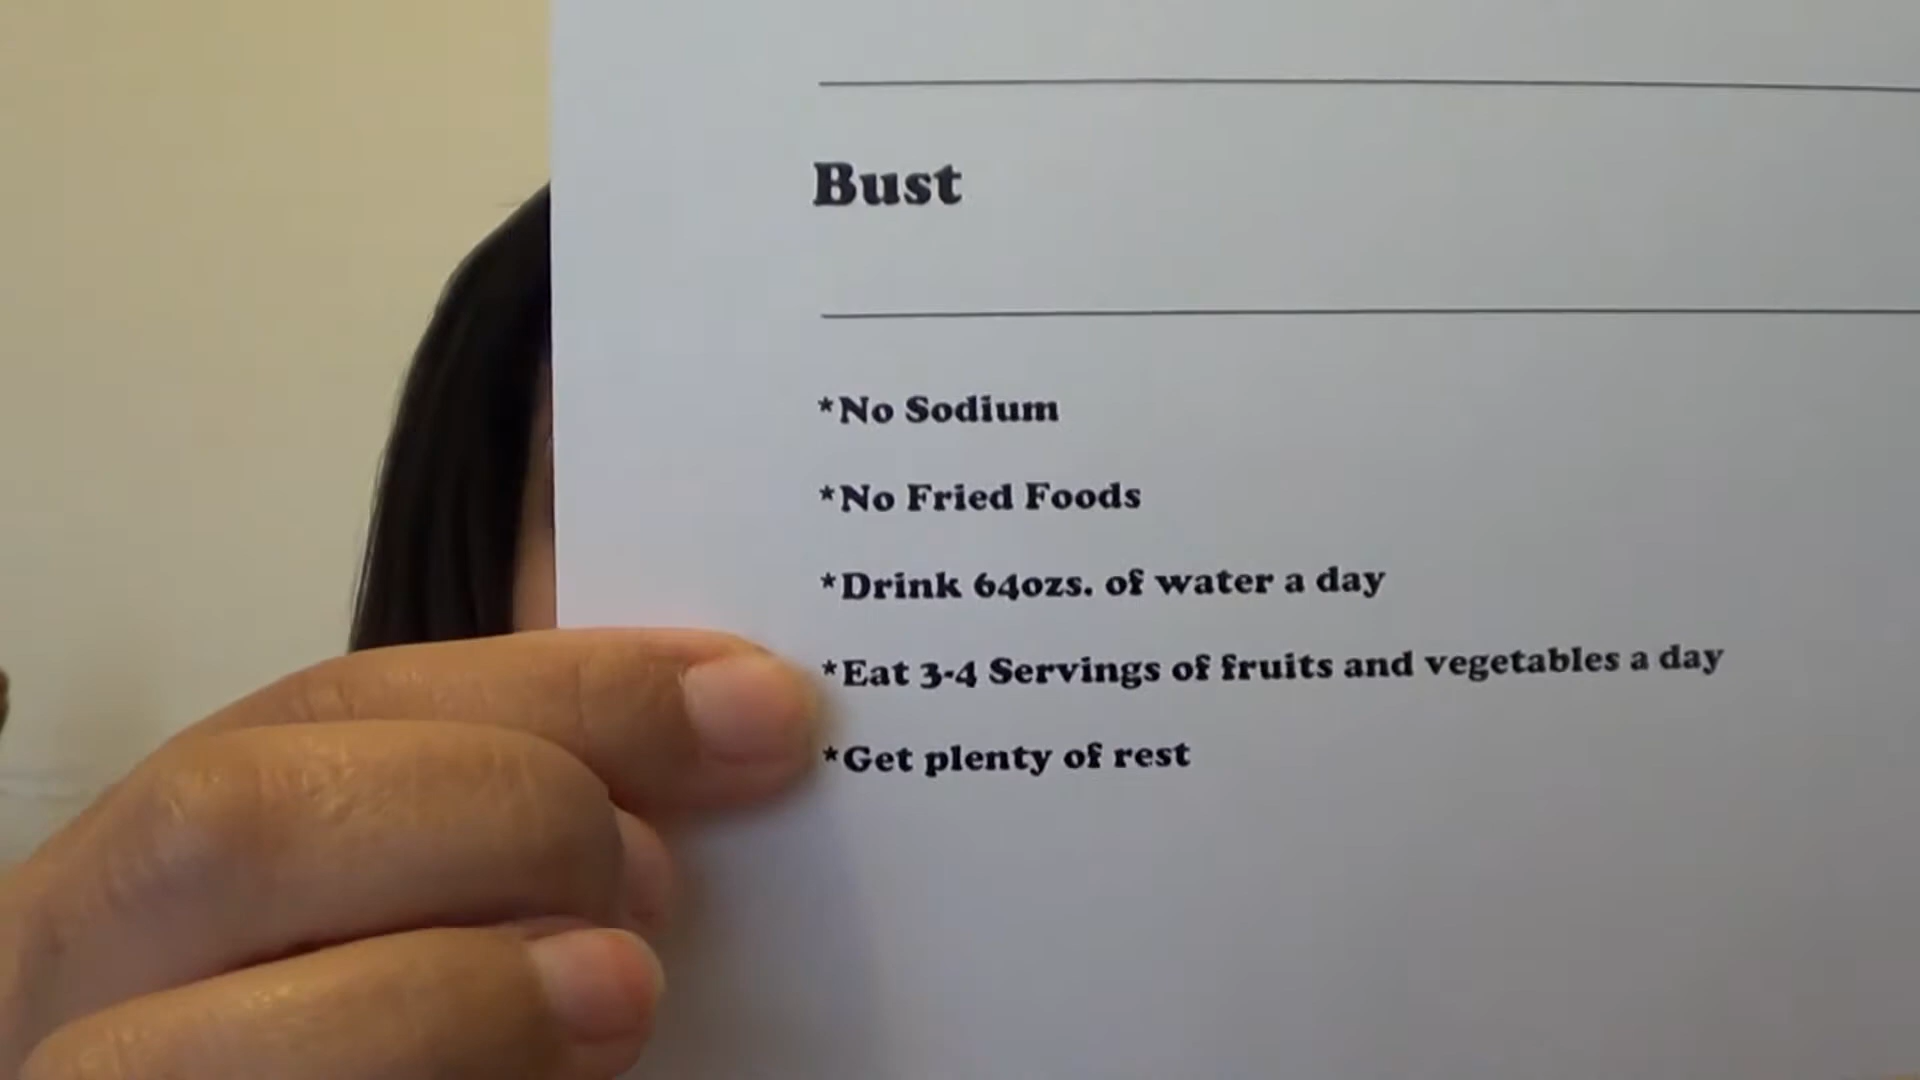 Bust
*No Sodium
*No Fried Foods
*Drink 64ozs. of water a day
*Eat 3-4 Servings of fruits and vegetables a day
*Get plenty of rest